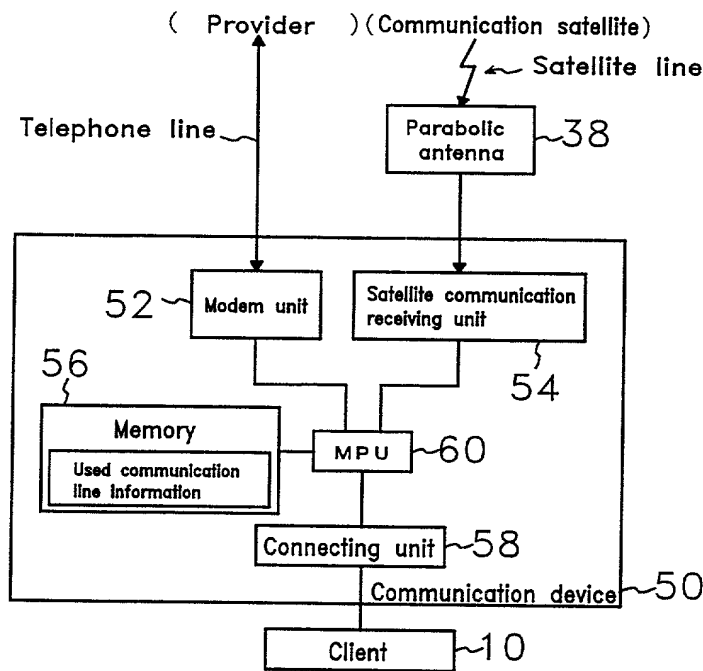 ( Provider ) (Communication satellite)
Satellite line
Telephone line
Parabolic
antenna
38
52
Modem unit
Satellite communication
receiving unit
54
56
Memory
Used communication
line information
MPU
60
Connecting unit
58
Communication device
50
Client
10